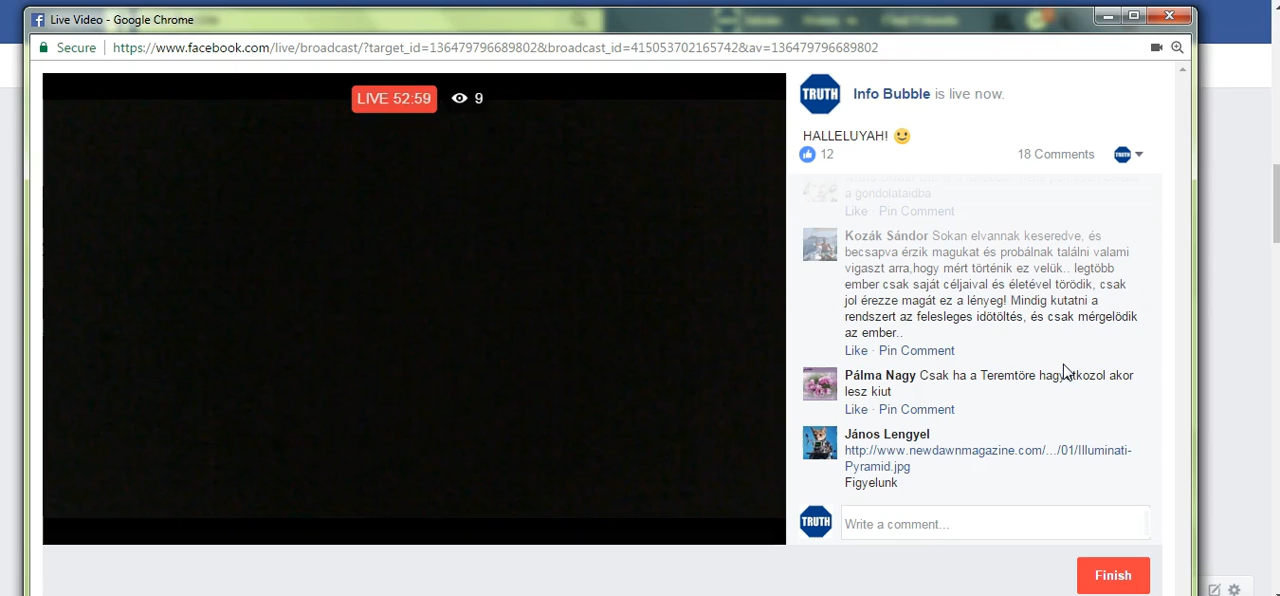 Live Video - Google Chrome
Secure https://www.facebook.com/live/broadcast/?target_id=136479796689802&broadcast_id=415053702165742&av=136479796689802
LIVE 52:59 9
TRUTH Info Bubble is live now.
HALLELUYAH!
12 18 Comments TRUTH
a gondolataidba
Like · Pin Comment
Kozák Sándor Sokan elvannak keseredve, és
becsapva érzik magukat és probálnak találni valami
vigaszt arra,hogy mért történik ez velük.. legtöbb
ember csak saját céljaival és életével törödik, csak
jol érezze magát ez a lényeg! Mindig kutatni a
rendszert az felesleges idötöltés, és csak mérgelödik
az ember..
Like · Pin Comment
Pálma Nagy Csak ha a Teremtöre hagyatkozol akor
lesz kiut
Like · Pin Comment
János Lengyel
http://www.newdawnmagazine.com/.../01/Illuminati-
Pyramid.jpg
Figyelunk
TRUTH Write a comment...
Finish